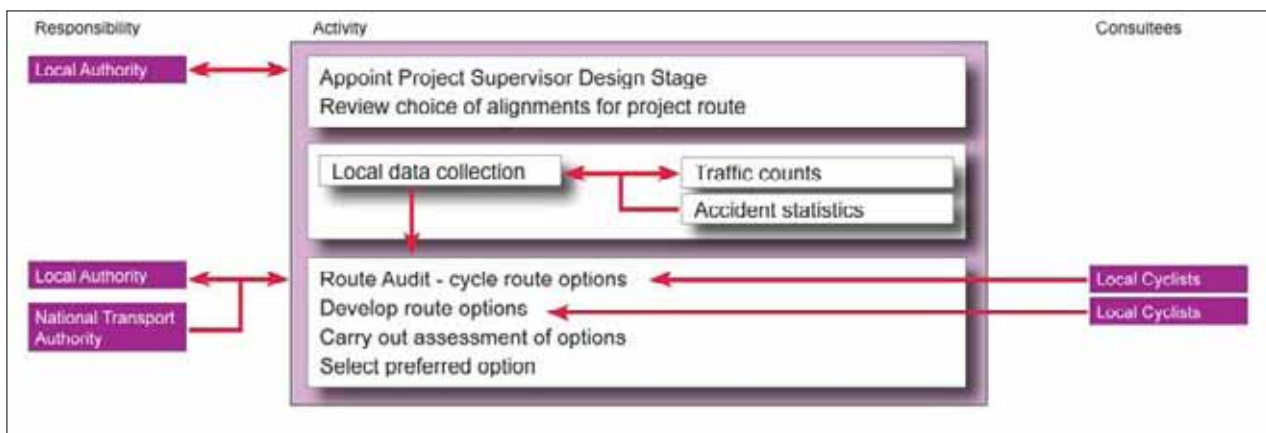 Responsibility
Activity
Consultees
Local Authority
Appoint Project Supervisor Design Stage
Review choice of alignments for project route
Local data collection
Traffic counts
Accident statistics
Local Authority
National Transport
Authority
Route Audit - cycle route options
Develop route options
Carry out assessment of options
Select preferred option
Local Cyclists
Local Cyclists